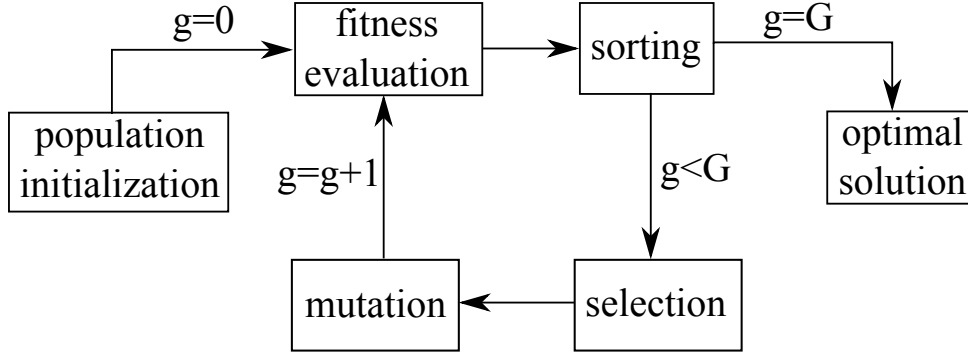 g=0
fitness
evaluation
sorting
g=G
population
initialization
optimal
solution
g=g+1
g<G
mutation
selection